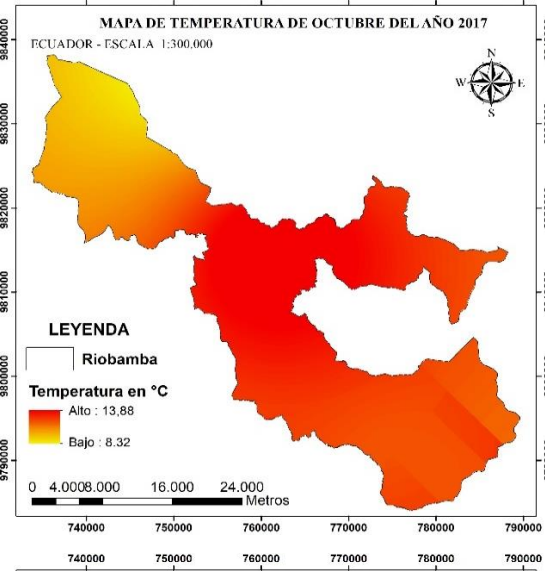 MAPA DE TEMPERATURA DE OCTUBRE DEL AÑO 2017
ECUADOR - ESCALA 1:300,000
N
W E
S
9840000
9830000
9820000
9810000
9800000
9790000
LEYENDA
Riobamba
Temperatura en °C
Alto : 13,88
Bajo : 8.32
0 4.000 8.000 16.000 24.000
Metros
740000 750000 760000 770000 780000 790000
740000 750000 760000 770000 780000 790000